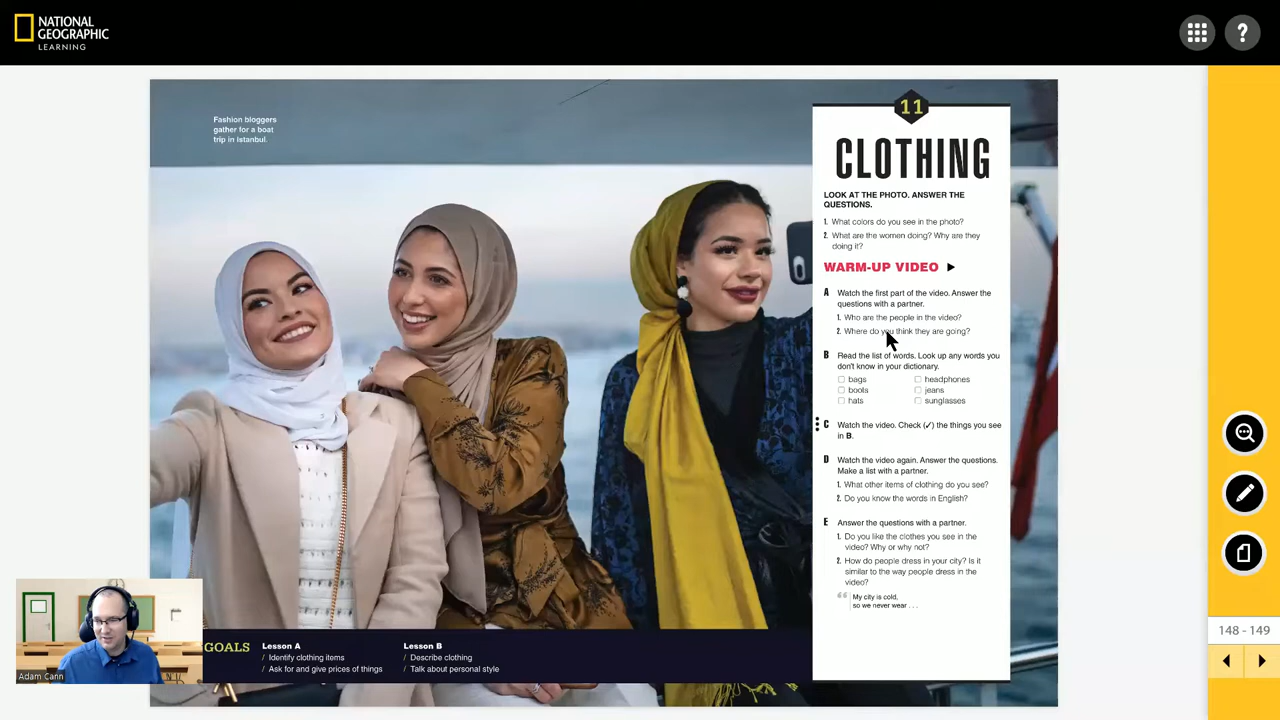 NATIONAL
GEOGRAPHIC
LEARNING
?
Fashion bloggers
gather for a boat
trip in Istanbul.
11
CLOTHING
LOOK AT THE PHOTO. ANSWER THE
QUESTIONS.
1. What colors do you see in the photo?
2. What are the women doing? Why are they
doing it?
WARM-UP VIDEO
A Watch the first part of the video. Answer the
questions with a partner.
1. Who are the people in the video?
2. Where do you think they are going?
B Read the list of words. Look up any words you
don't know in your dictionary.
bags headphones
boots jeans
hats sunglasses
C Watch the video. Check (✓) the things you see
in B.
D Watch the video again. Answer the questions.
Make a list with a partner.
1. What other items of clothing do you see?
2. Do you know the words in English?
E Answer the questions with a partner.
1. Do you like the clothes you see in the
video? Why or why not?
2. How do people dress in your city? Is it
similar to the way people dress in the
video?
“ My city is cold,
so we never wear . . .
GOALS
Lesson A
/ Identify clothing items
/ Ask for and give prices of things
Lesson B
/ Describe clothing
/ Talk about personal style
Adam Cann
148 - 149